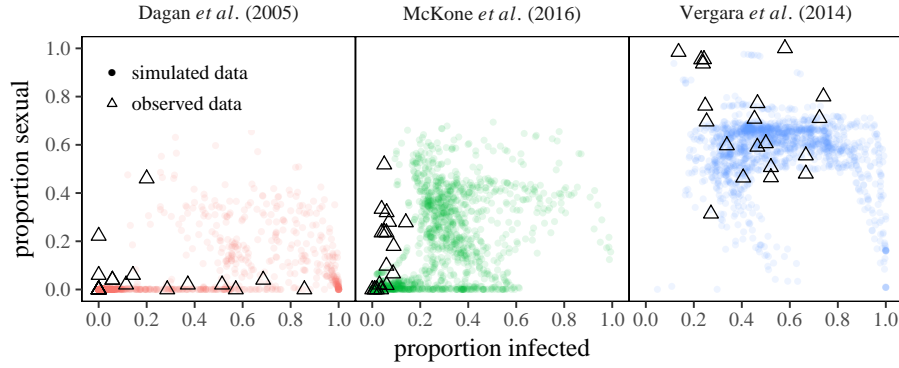 Dagan et al. (2005) McKone et al. (2016) Vergara et al. (2014)
proportion sexual
1.0
0.8
0.6
0.4
0.2
0.0
simulated data
observed data
0.0 0.2 0.4 0.6 0.8 1.0 0.0 0.2 0.4 0.6 0.8 1.0 0.0 0.2 0.4 0.6 0.8 1.0
proportion infected